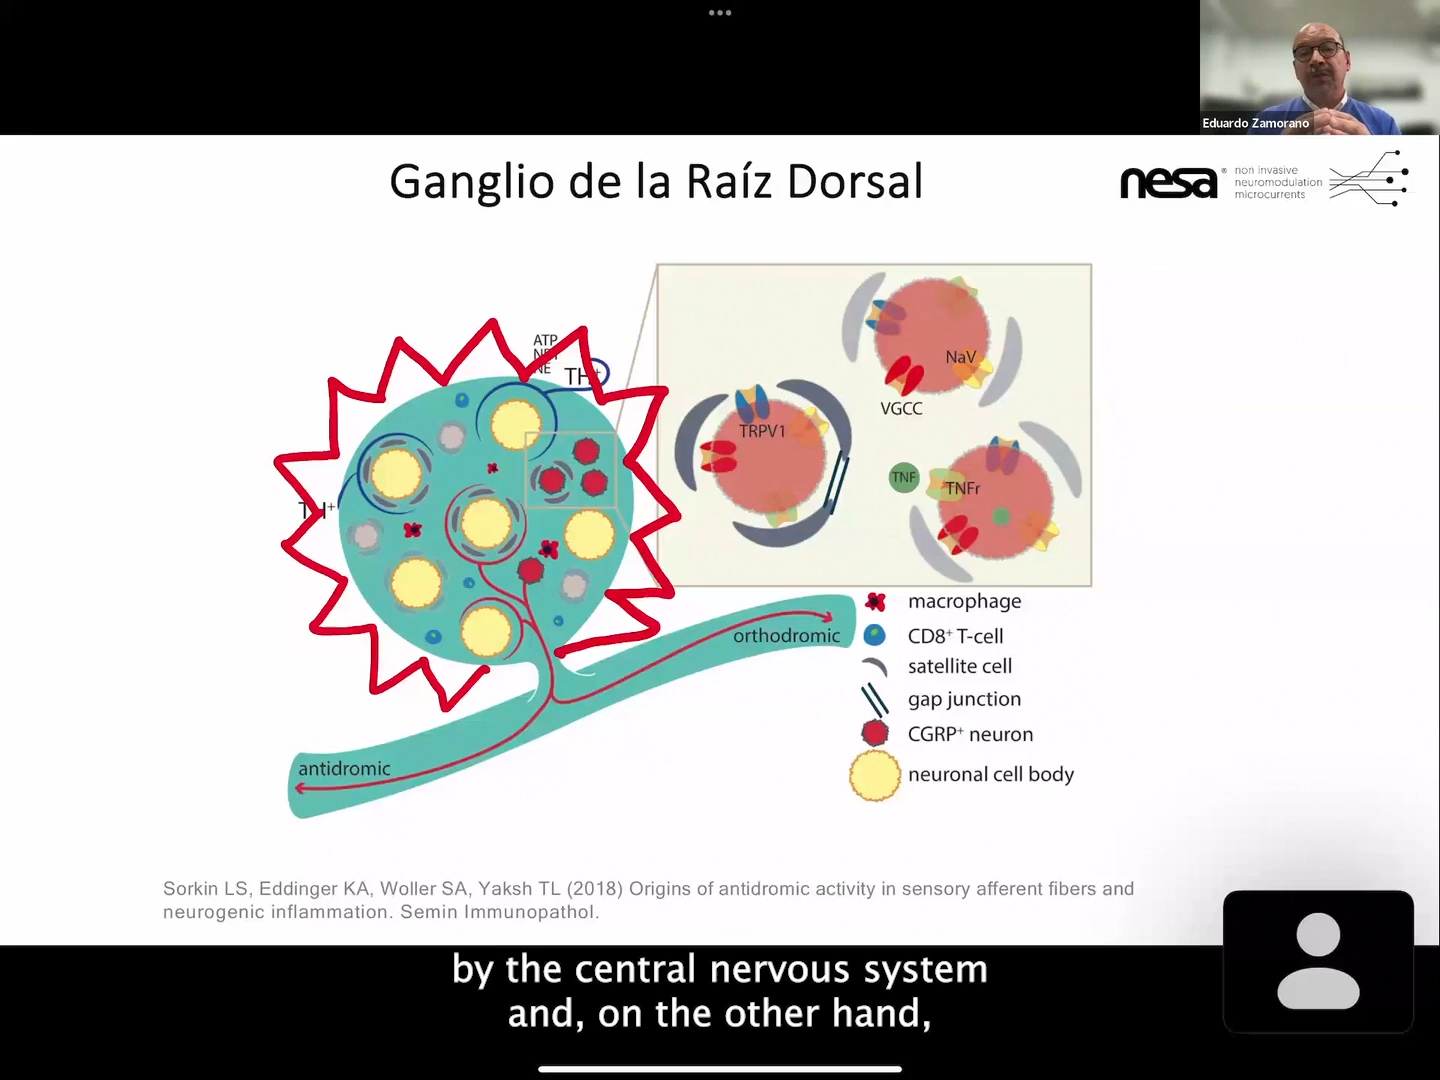 Eduardo Zamorano
Ganglio de la Raíz Dorsal
nesa®
non invasive
neuromodulation
microcurrents
ATP
NE
TH+
TH+
NaV
VGCC
TRPV1
TNF
TNFr
macrophage
CD8+ T-cell
satellite cell
gap junction
CGRP+ neuron
neuronal cell body
orthodromic
antidromic
Sorkin LS, Eddinger KA, Woller SA, Yaksh TL (2018) Origins of antidromic activity in sensory afferent fibers and
neurogenic inflammation. Semin Immunopathol.
by the central nervous system
and, on the other hand,